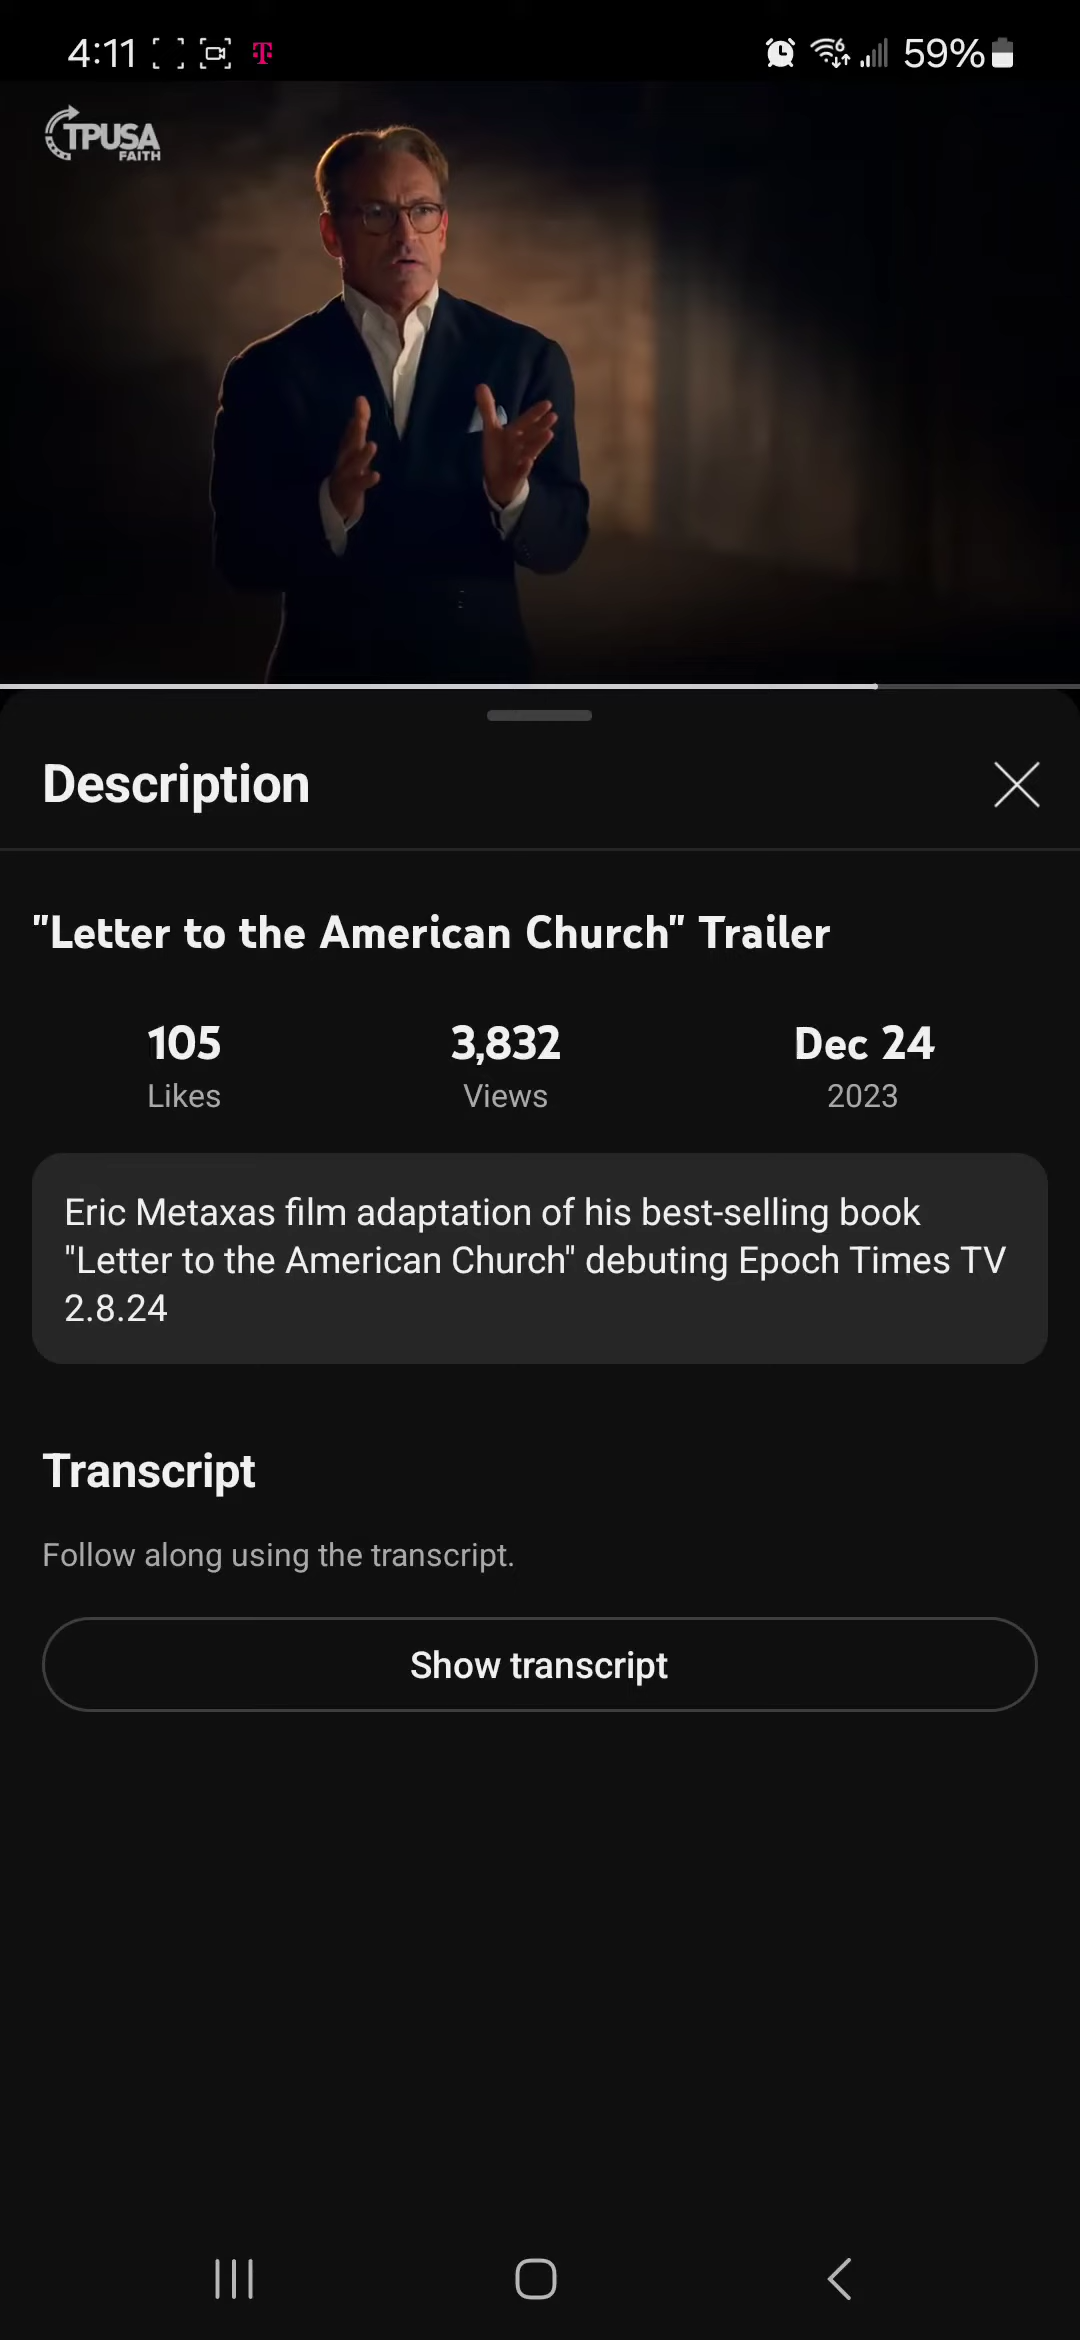 4:11
59%
TPUSA
FAITH
Description
"Letter to the American Church" Trailer
105
Likes
3,832
Views
Dec 24
2023
Eric Metaxas film adaptation of his best-selling book
"Letter to the American Church" debuting Epoch Times TV
2.8.24
Transcript
Follow along using the transcript.
Show transcript